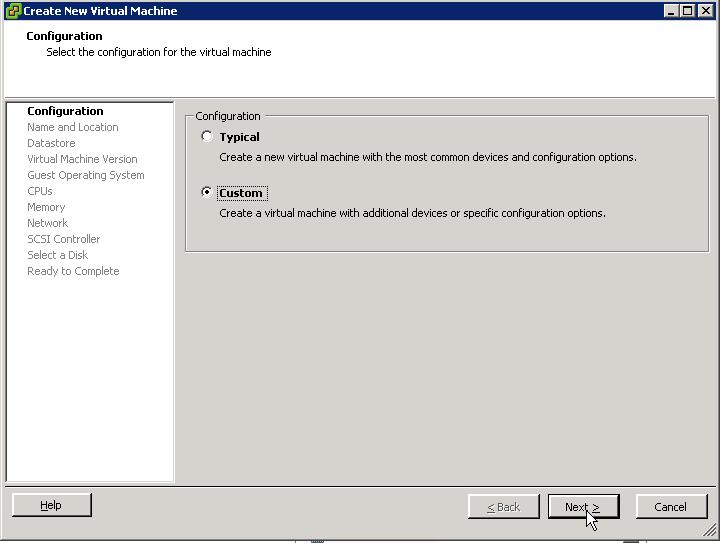 Create New Virtual Machine
Configuration
Select the configuration for the virtual machine
Configuration
Name and Location
Datastore
Virtual Machine Version
Guest Operating System
CPUs
Memory
Network
SCSI Controller
Select a Disk
Ready to Complete
Configuration
Typical
Create a new virtual machine with the most common devices and configuration options.
Custom
Create a virtual machine with additional devices or specific configuration options.
Help
< Back
Next >
Cancel